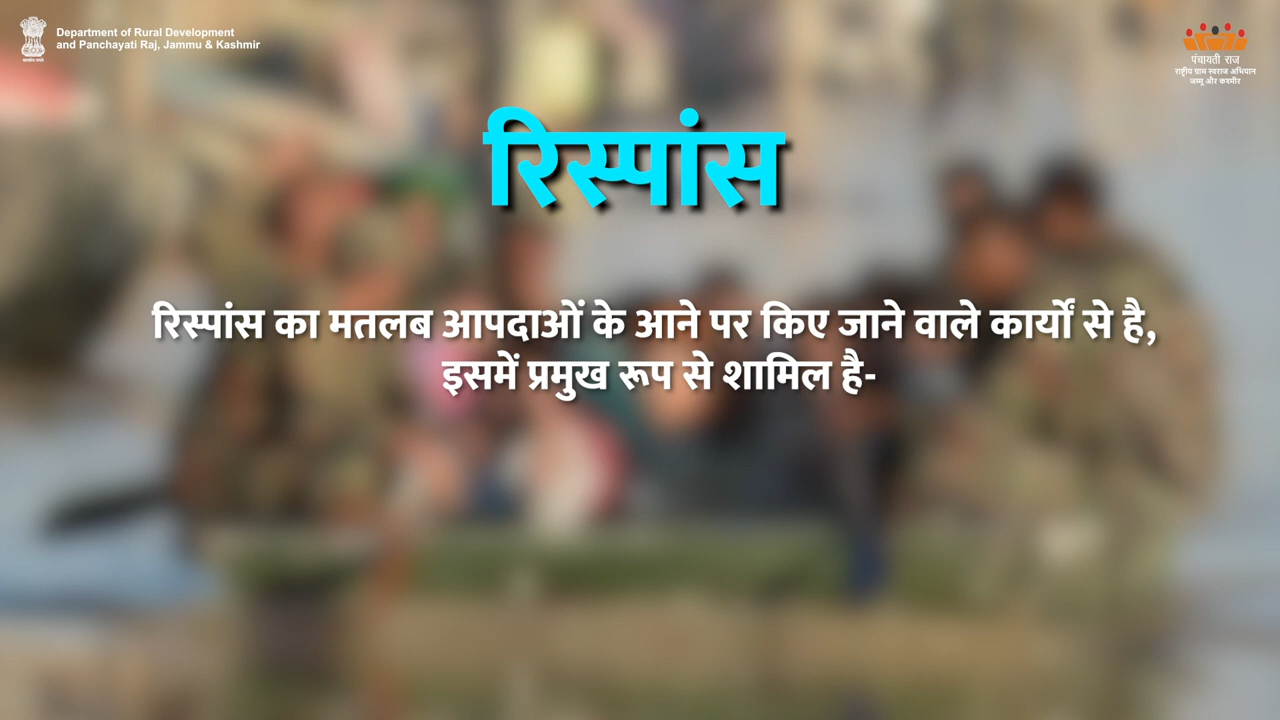 Department of Rural Development
and Panchayati Raj, Jammu & Kashmir
पंचायती राज
राष्ट्रीय ग्राम स्वराज अभियान
जम्मू और कश्मीर
रिस्पांस
रिस्पांस का मतलब आपदाओं के आने पर किए जाने वाले कार्यों से है,
इसमें प्रमुख रूप से शामिल है-